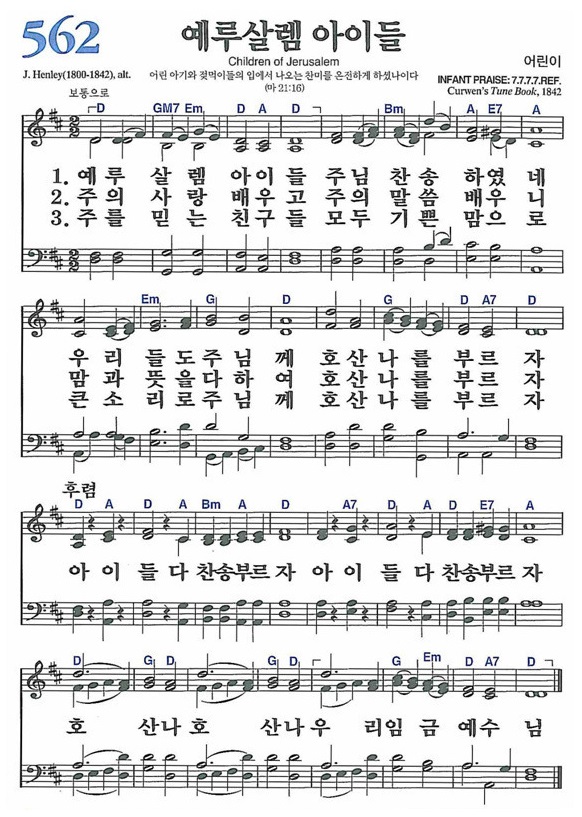 562 예루살렘 아이들
Children of Jerusalem
어린이
J. Henley(1800-1842), alt.
어린 아기와 젖먹이들의 입에서 나오는 찬미를 온전하게 하셨나이다
(마 21:16)
INFANT PRAISE: 7.7.7.7.REF.
Curwen's Tune Book, 1842
보통으로
D GM7 Em D A D Bm A E7 A
1. 예루 살렘 아이들 주님 찬송 하였네
2. 주의 사랑 배우고 주의 말씀 배우니
3. 주를 믿는 친구들 모두 기쁜 맘으로
Em G D G D A7 D
우리 들도주님께 호산나를 부르자
맘과 뜻을다하여 호산나를 부르자
큰소 리로주님께 호산나를 부르자
후렴
D A D A Bm A D A7 D A D E7 A
아이들다 찬송부르자 아이들다 찬송부르자
D G D G D G Em D A7 D
호 산나 호 산나 우 리임금 예수님